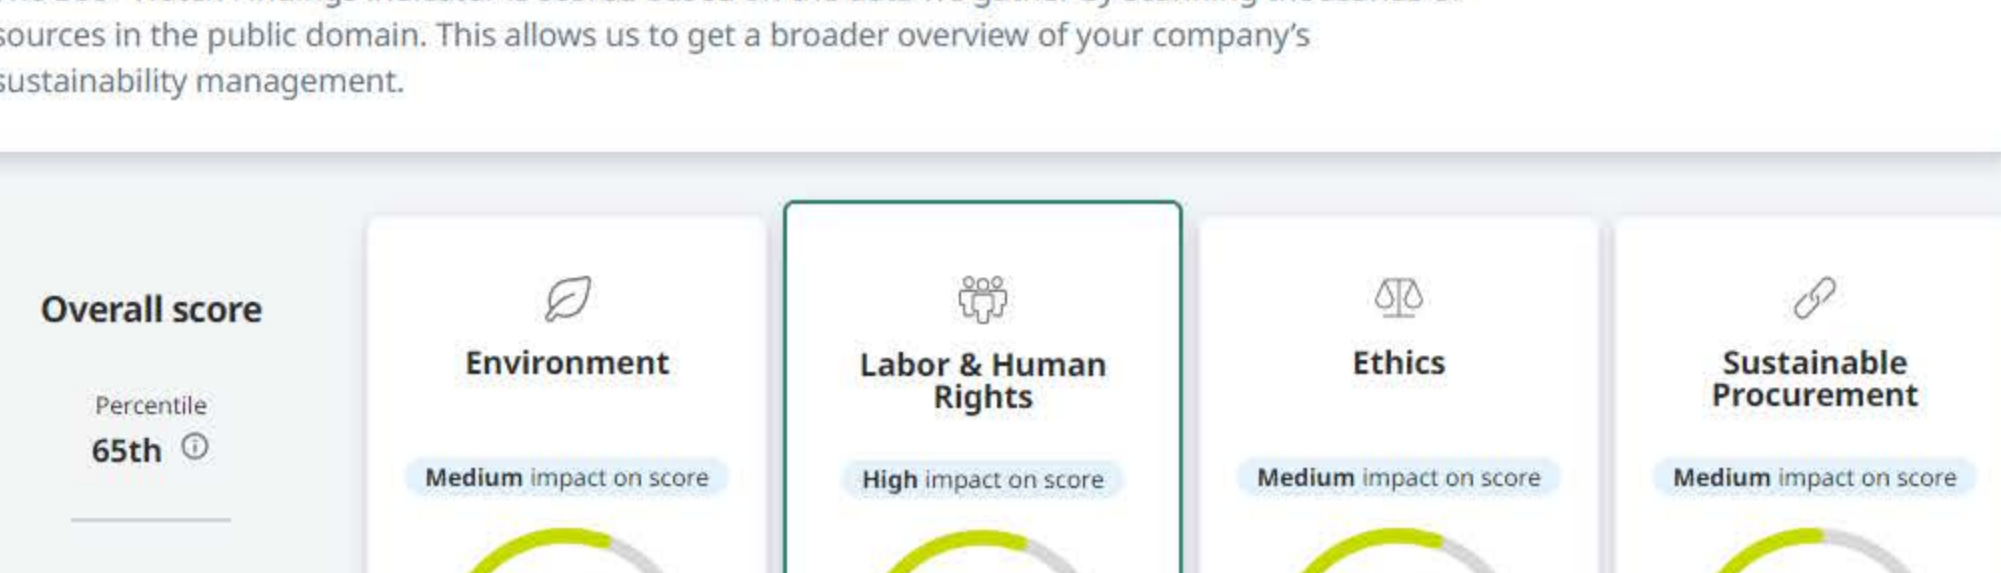 sources in the public domain. This allows us to get a broader overview of your company’s
sustainability management.
Overall score
Percentile
65th
Environment
Medium impact on score
Labor & Human
Rights
High impact on score
Ethics
Medium impact on score
Sustainable
Procurement
Medium impact on score